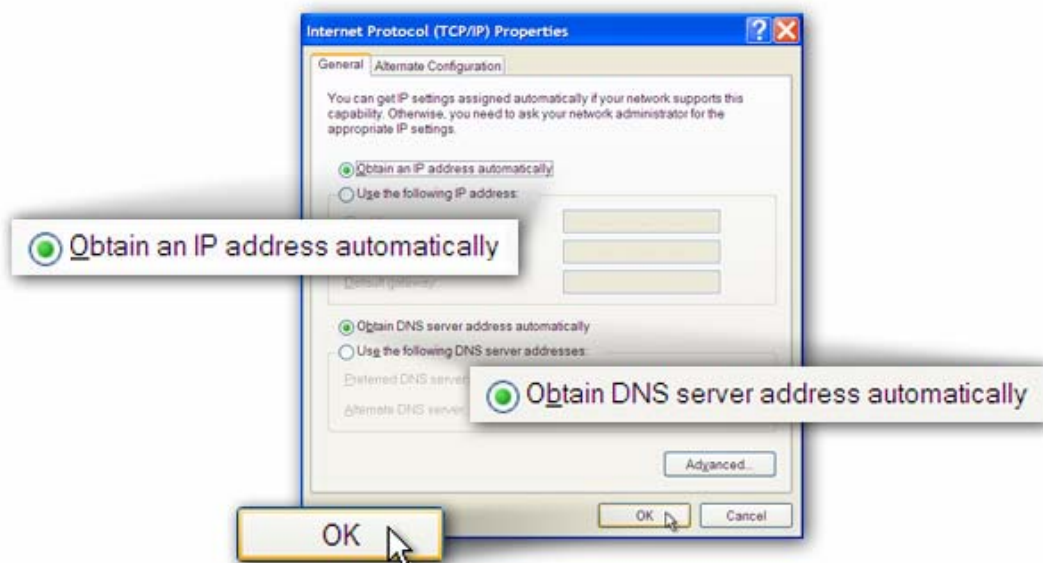 Internet Protocol (TCP/IP) Properties
General
Alternate Configuration
You can get IP settings assigned automatically if your network supports this
capability. Otherwise, you need to ask your network administrator for the
appropriate IP settings.
Obtain an IP address automatically
Use the following IP address:
Obtain an IP address automatically
Default gateway:
Obtain DNS server address automatically
Use the following DNS server addresses:
Preferred DNS server:
Obtain DNS server address automatically
Alternate DNS server:
Advanced...
OK
Cancel
OK